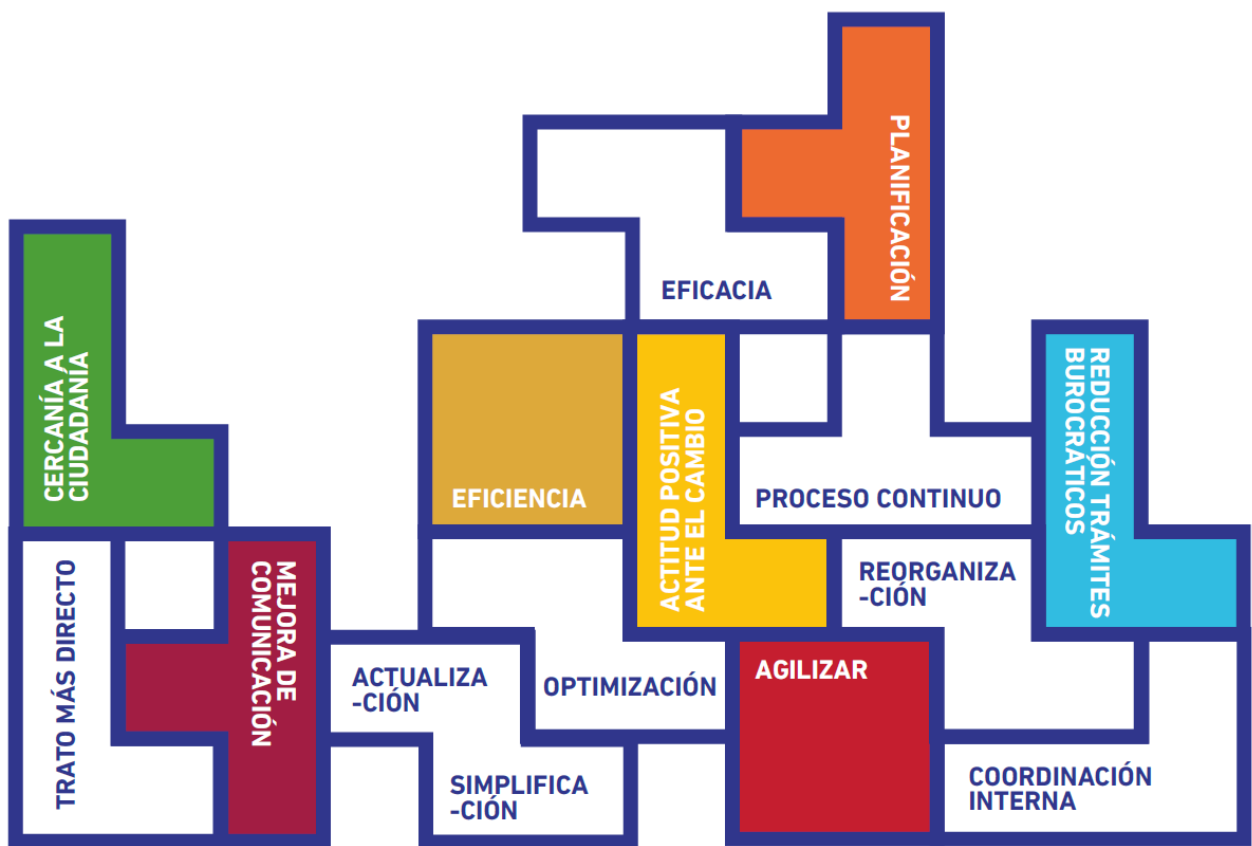 PLANIFICACIÓN
EFICACIA
CERCANÍA A LA
CIUDADANÍA
EFICIENCIA
ACTITUD POSITIVA
ANTE EL CAMBIO
PROCESO CONTINUO
REDUCCIÓN TRÁMITES
BUROCRÁTICOS
TRATO MÁS DIRECTO
MEJORA DE
COMUNICACIÓN
ACTUALIZA
-CIÓN
OPTIMIZACIÓN
AGILIZAR
REORGANIZA
-CIÓN
SIMPLIFICA
-CIÓN
COORDINACIÓN
INTERNA